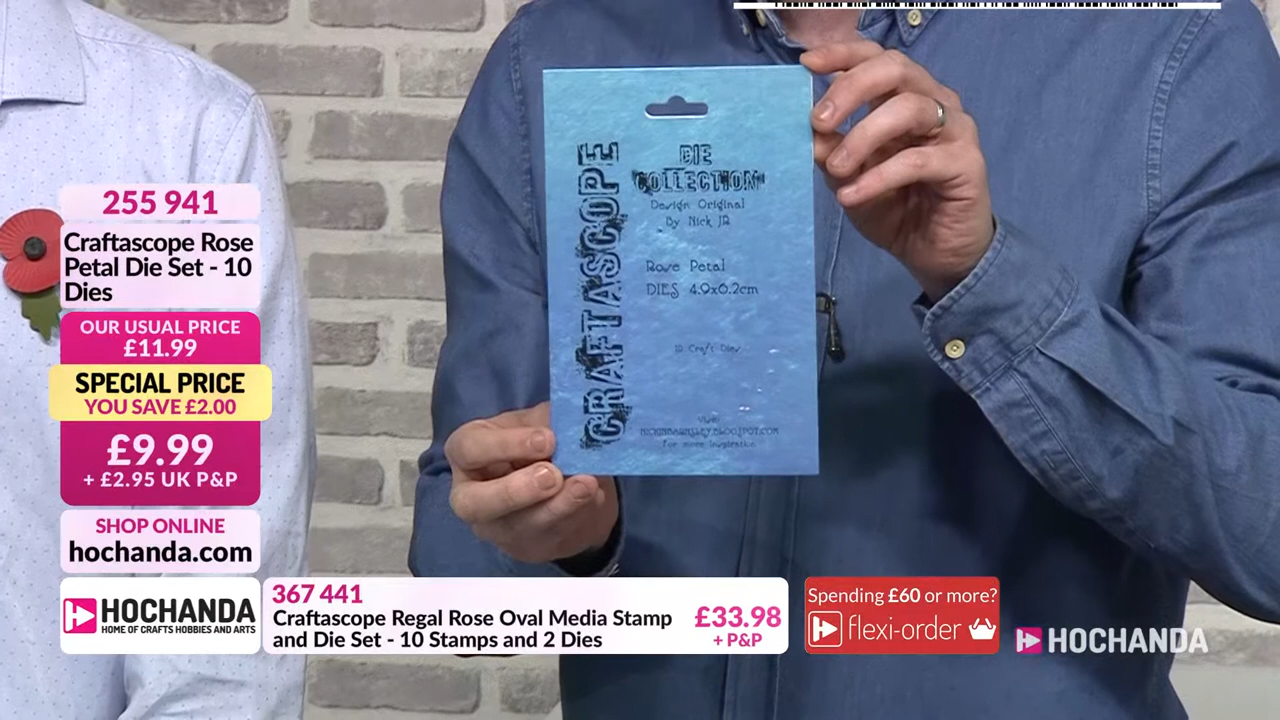 255 941
Craftascope Rose
Petal Die Set - 10
Dies
OUR USUAL PRICE
£11.99
SPECIAL PRICE
YOU SAVE £2.00
£9.99
+ £2.95 UK P&P
SHOP ONLINE
hochanda.com
CRAFTASCOPE
DIE
COLLECTION
Design Original
By Nick JR
Rose Petal
DIES 4.9x6.2cm
10 Craft Dies
For more inspiration
HOCHANDA
HOME OF CRAFTS HOBBIES AND ARTS
367 441
Craftascope Regal Rose Oval Media Stamp
and Die Set - 10 Stamps and 2 Dies
£33.98
+ P&P
Spending £60 or more?
flexi-order
HOCHANDA